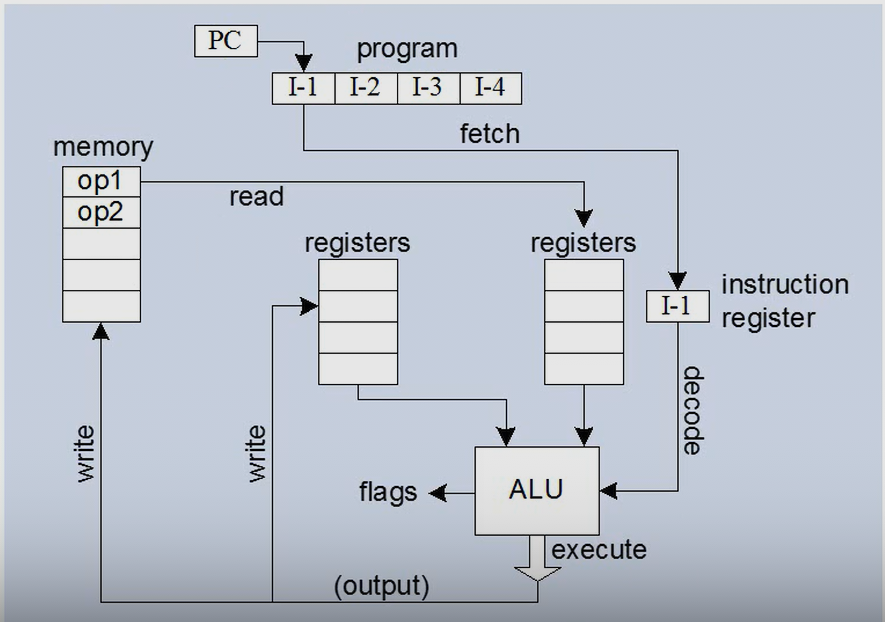 PC
program
I-1 I-2 I-3 I-4
fetch
memory
op1
op2
read
registers
registers
instruction
register
I-1
decode
write
write
flags
ALU
execute
(output)